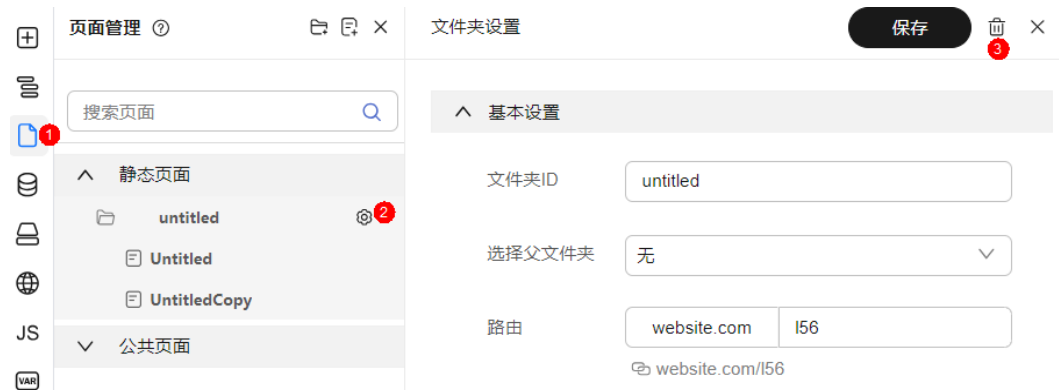 页面管理
文件夹设置
保存
3
搜索页面
基本设置
1
静态页面
文件夹ID
untitled
untitled
2
选择父文件夹
无
Untitled
UntitledCopy
路由
website.com
l56
JS
公共页面
website.com/l56
VAR